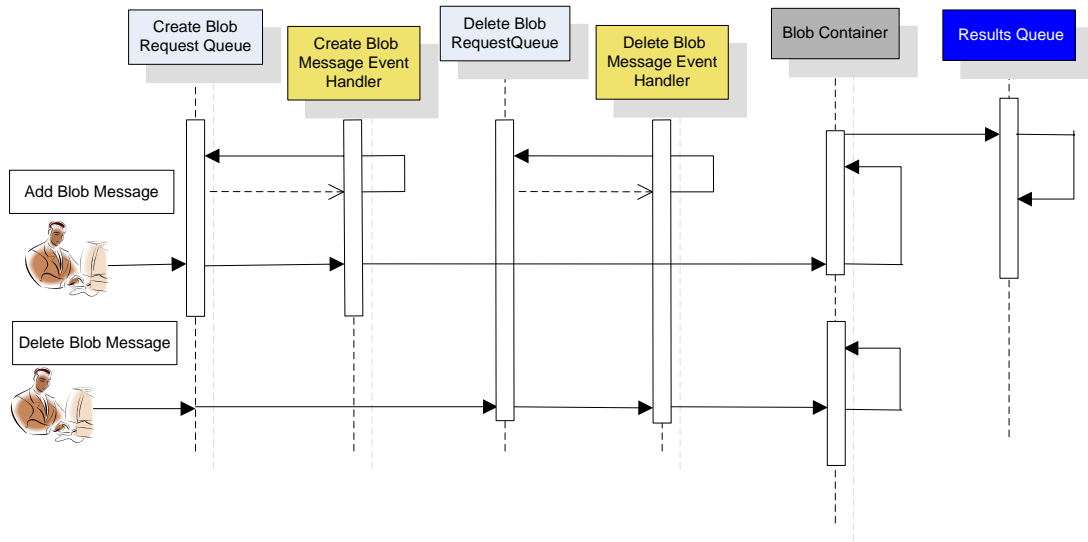 Create Blob
Request Queue
Create Blob
Message Event
Handler
Delete Blob
RequestQueue
Delete Blob
Message Event
Handler
Blob Container
Results Queue
Add Blob Message
Delete Blob Message